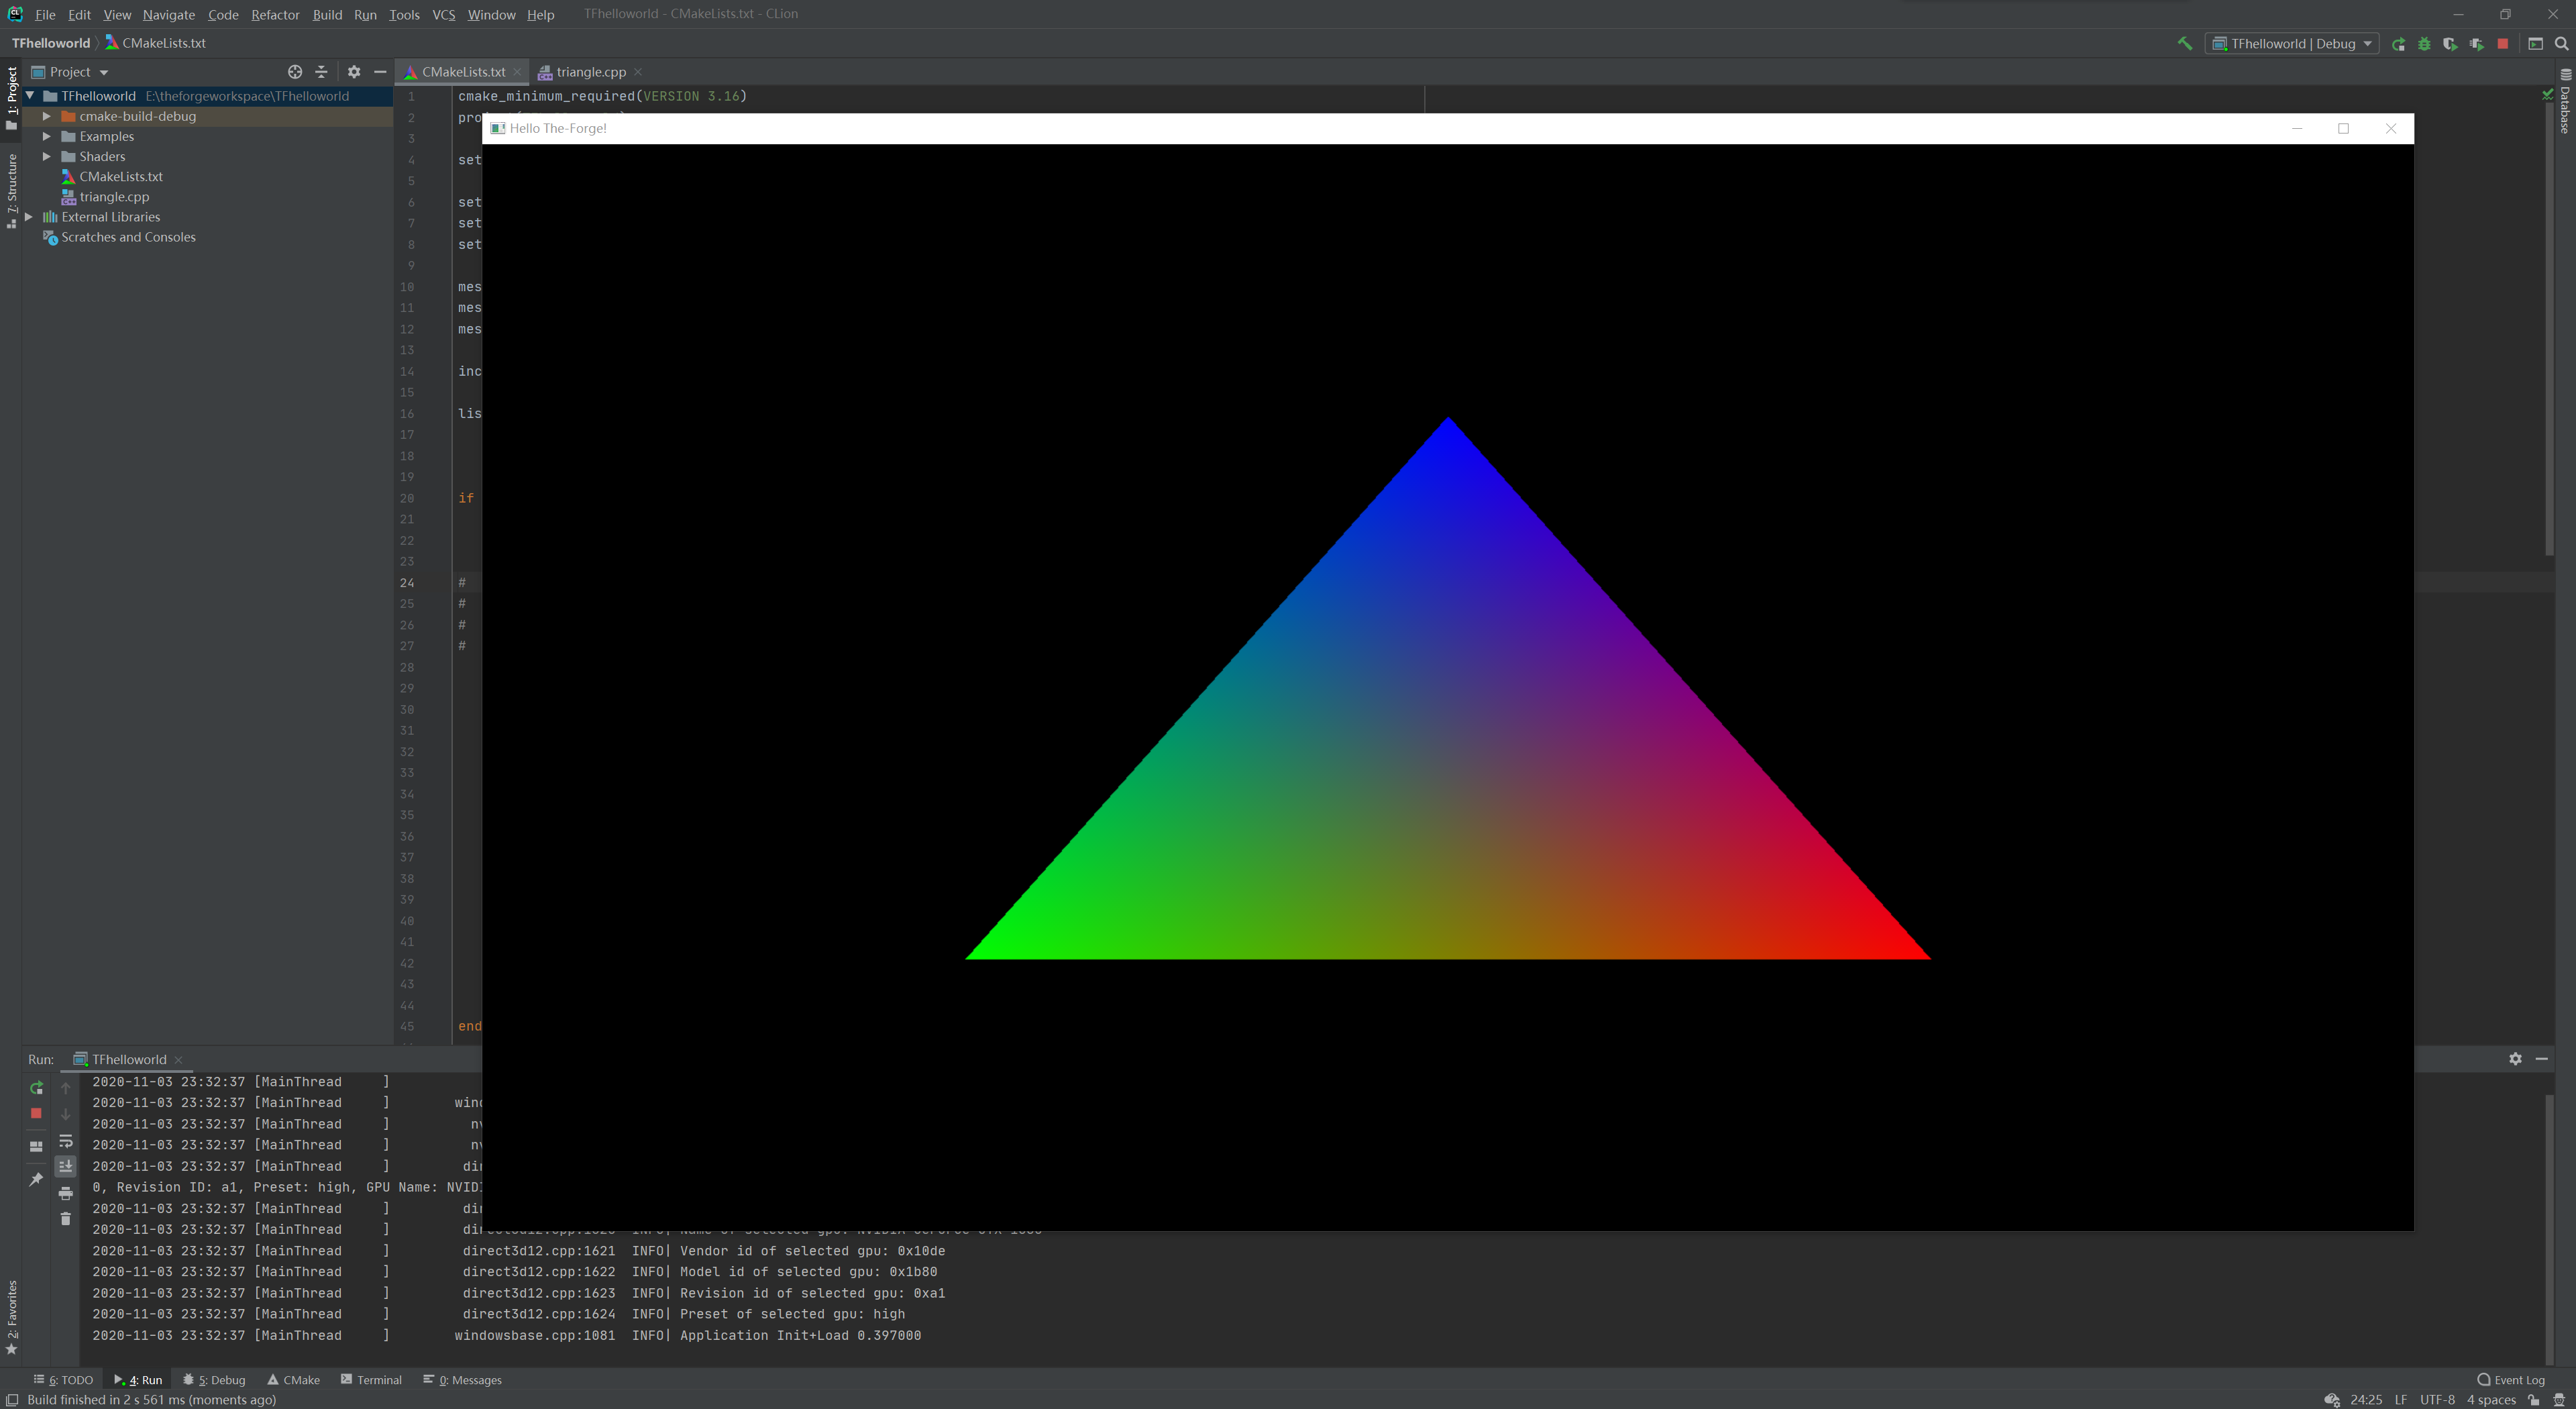 File Edit View Navigate Code Refactor Build Run Tools VCS Window Help TFhelloworld - CMakeLists.txt - CLion
TFhelloworld CMakeLists.txt TFhelloworld | Debug
1: Project
Project
CMakeLists.txt triangle.cpp
TFhelloworld E:\theforgeworkspace\TFhelloworld
cmake-build-debug
Examples
Shaders
CMakeLists.txt
triangle.cpp
External Libraries
Scratches and Consoles
7: Structure
Database
1 cmake_minimum_required(VERSION 3.16)
2 pro
3
4 set
5
6 set
7 set
8 set
9
10 mes
11 mes
12 mes
13
14 inc
15
16 lis
17
18
19
20 if
21
22
23
24 #
25 #
26 #
27 #
28
29
30
31
32
33
34
35
36
37
38
39
40
41
42
43
44
45 end
Hello The-Forge!
Run: TFhelloworld
2020-11-03 23:32:37 [MainThread ]
2020-11-03 23:32:37 [MainThread ] wind
2020-11-03 23:32:37 [MainThread ] nv
2020-11-03 23:32:37 [MainThread ] nv
2020-11-03 23:32:37 [MainThread ] dir
0, Revision ID: a1, Preset: high, GPU Name: NVIDI
2020-11-03 23:32:37 [MainThread ] dir
2020-11-03 23:32:37 [MainThread ]
2020-11-03 23:32:37 [MainThread ] direct3d12.cpp:1621 INFO| Vendor id of selected gpu: 0x10de
2020-11-03 23:32:37 [MainThread ] direct3d12.cpp:1622 INFO| Model id of selected gpu: 0x1b80
2020-11-03 23:32:37 [MainThread ] direct3d12.cpp:1623 INFO| Revision id of selected gpu: 0xa1
2020-11-03 23:32:37 [MainThread ] direct3d12.cpp:1624 INFO| Preset of selected gpu: high
2020-11-03 23:32:37 [MainThread ] windowsbase.cpp:1081 INFO| Application Init+Load 0.397000
2: Favorites
6: TODO 4: Run 5: Debug CMake Terminal 0: Messages Event Log
Build finished in 2 s 561 ms (moments ago) 24:25 LF UTF-8 4 spaces